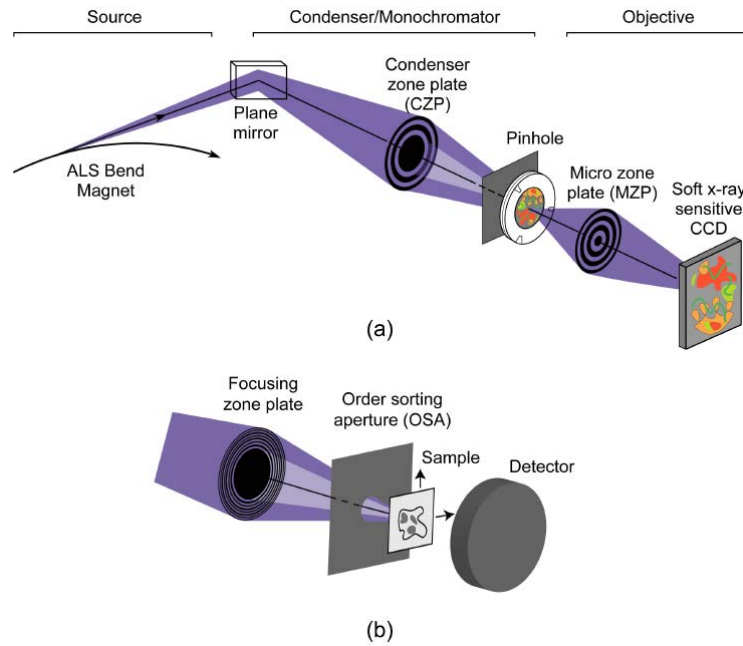 Source
Condenser/Monochromator
Objective
Condenser
zone plate
(CZP)
Plane
mirror
Pinhole
ALS Bend
Magnet
Micro zone
plate (MZP)
Soft x-ray
sensitive
CCD
(a)
Focusing
zone plate
Order sorting
aperture (OSA)
Sample
Detector
(b)